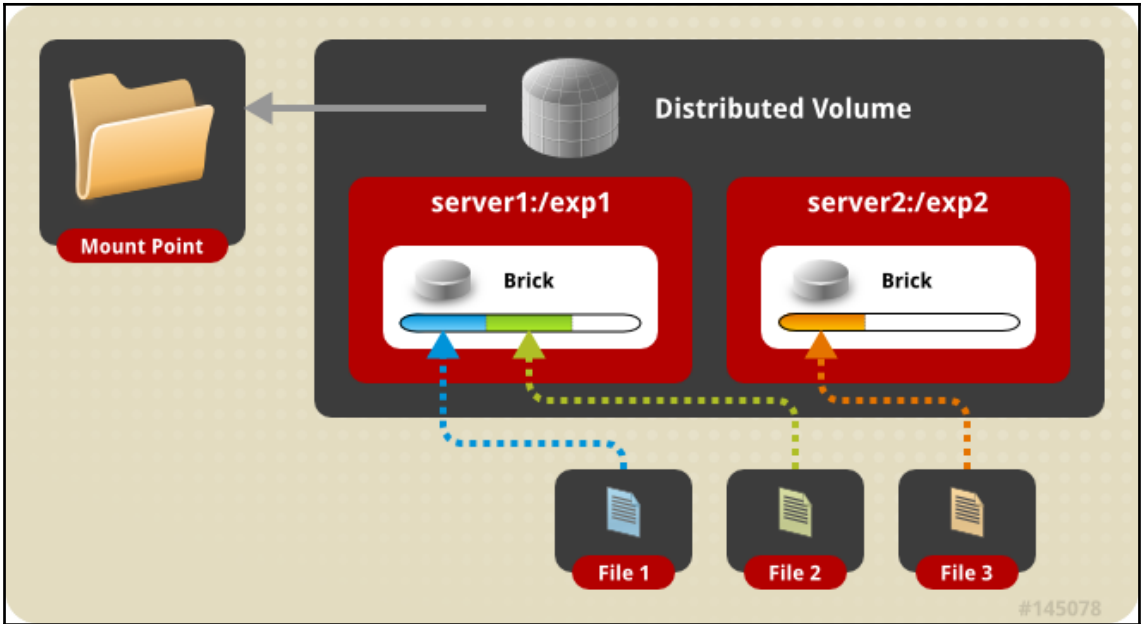 Distributed Volume
Mount Point
server1:/exp1
server2:/exp2
Brick
Brick
File 1
File 2
File 3
#145078